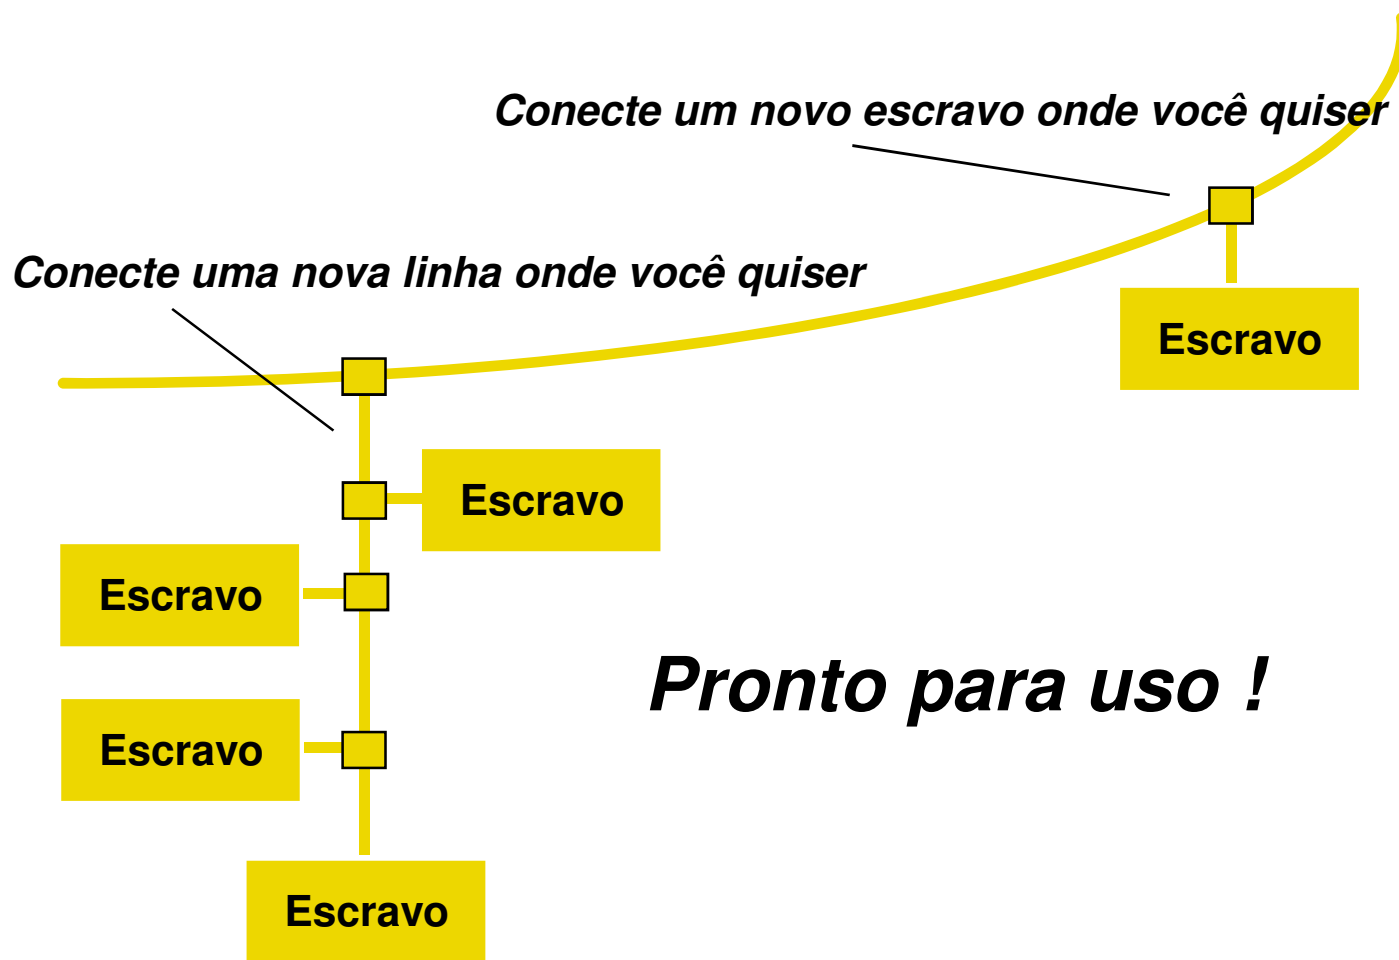 Conecte um novo escravo onde você quiser
Conecte uma nova linha onde você quiser
Escravo
Escravo
Escravo
Pronto para uso !
Escravo
Escravo